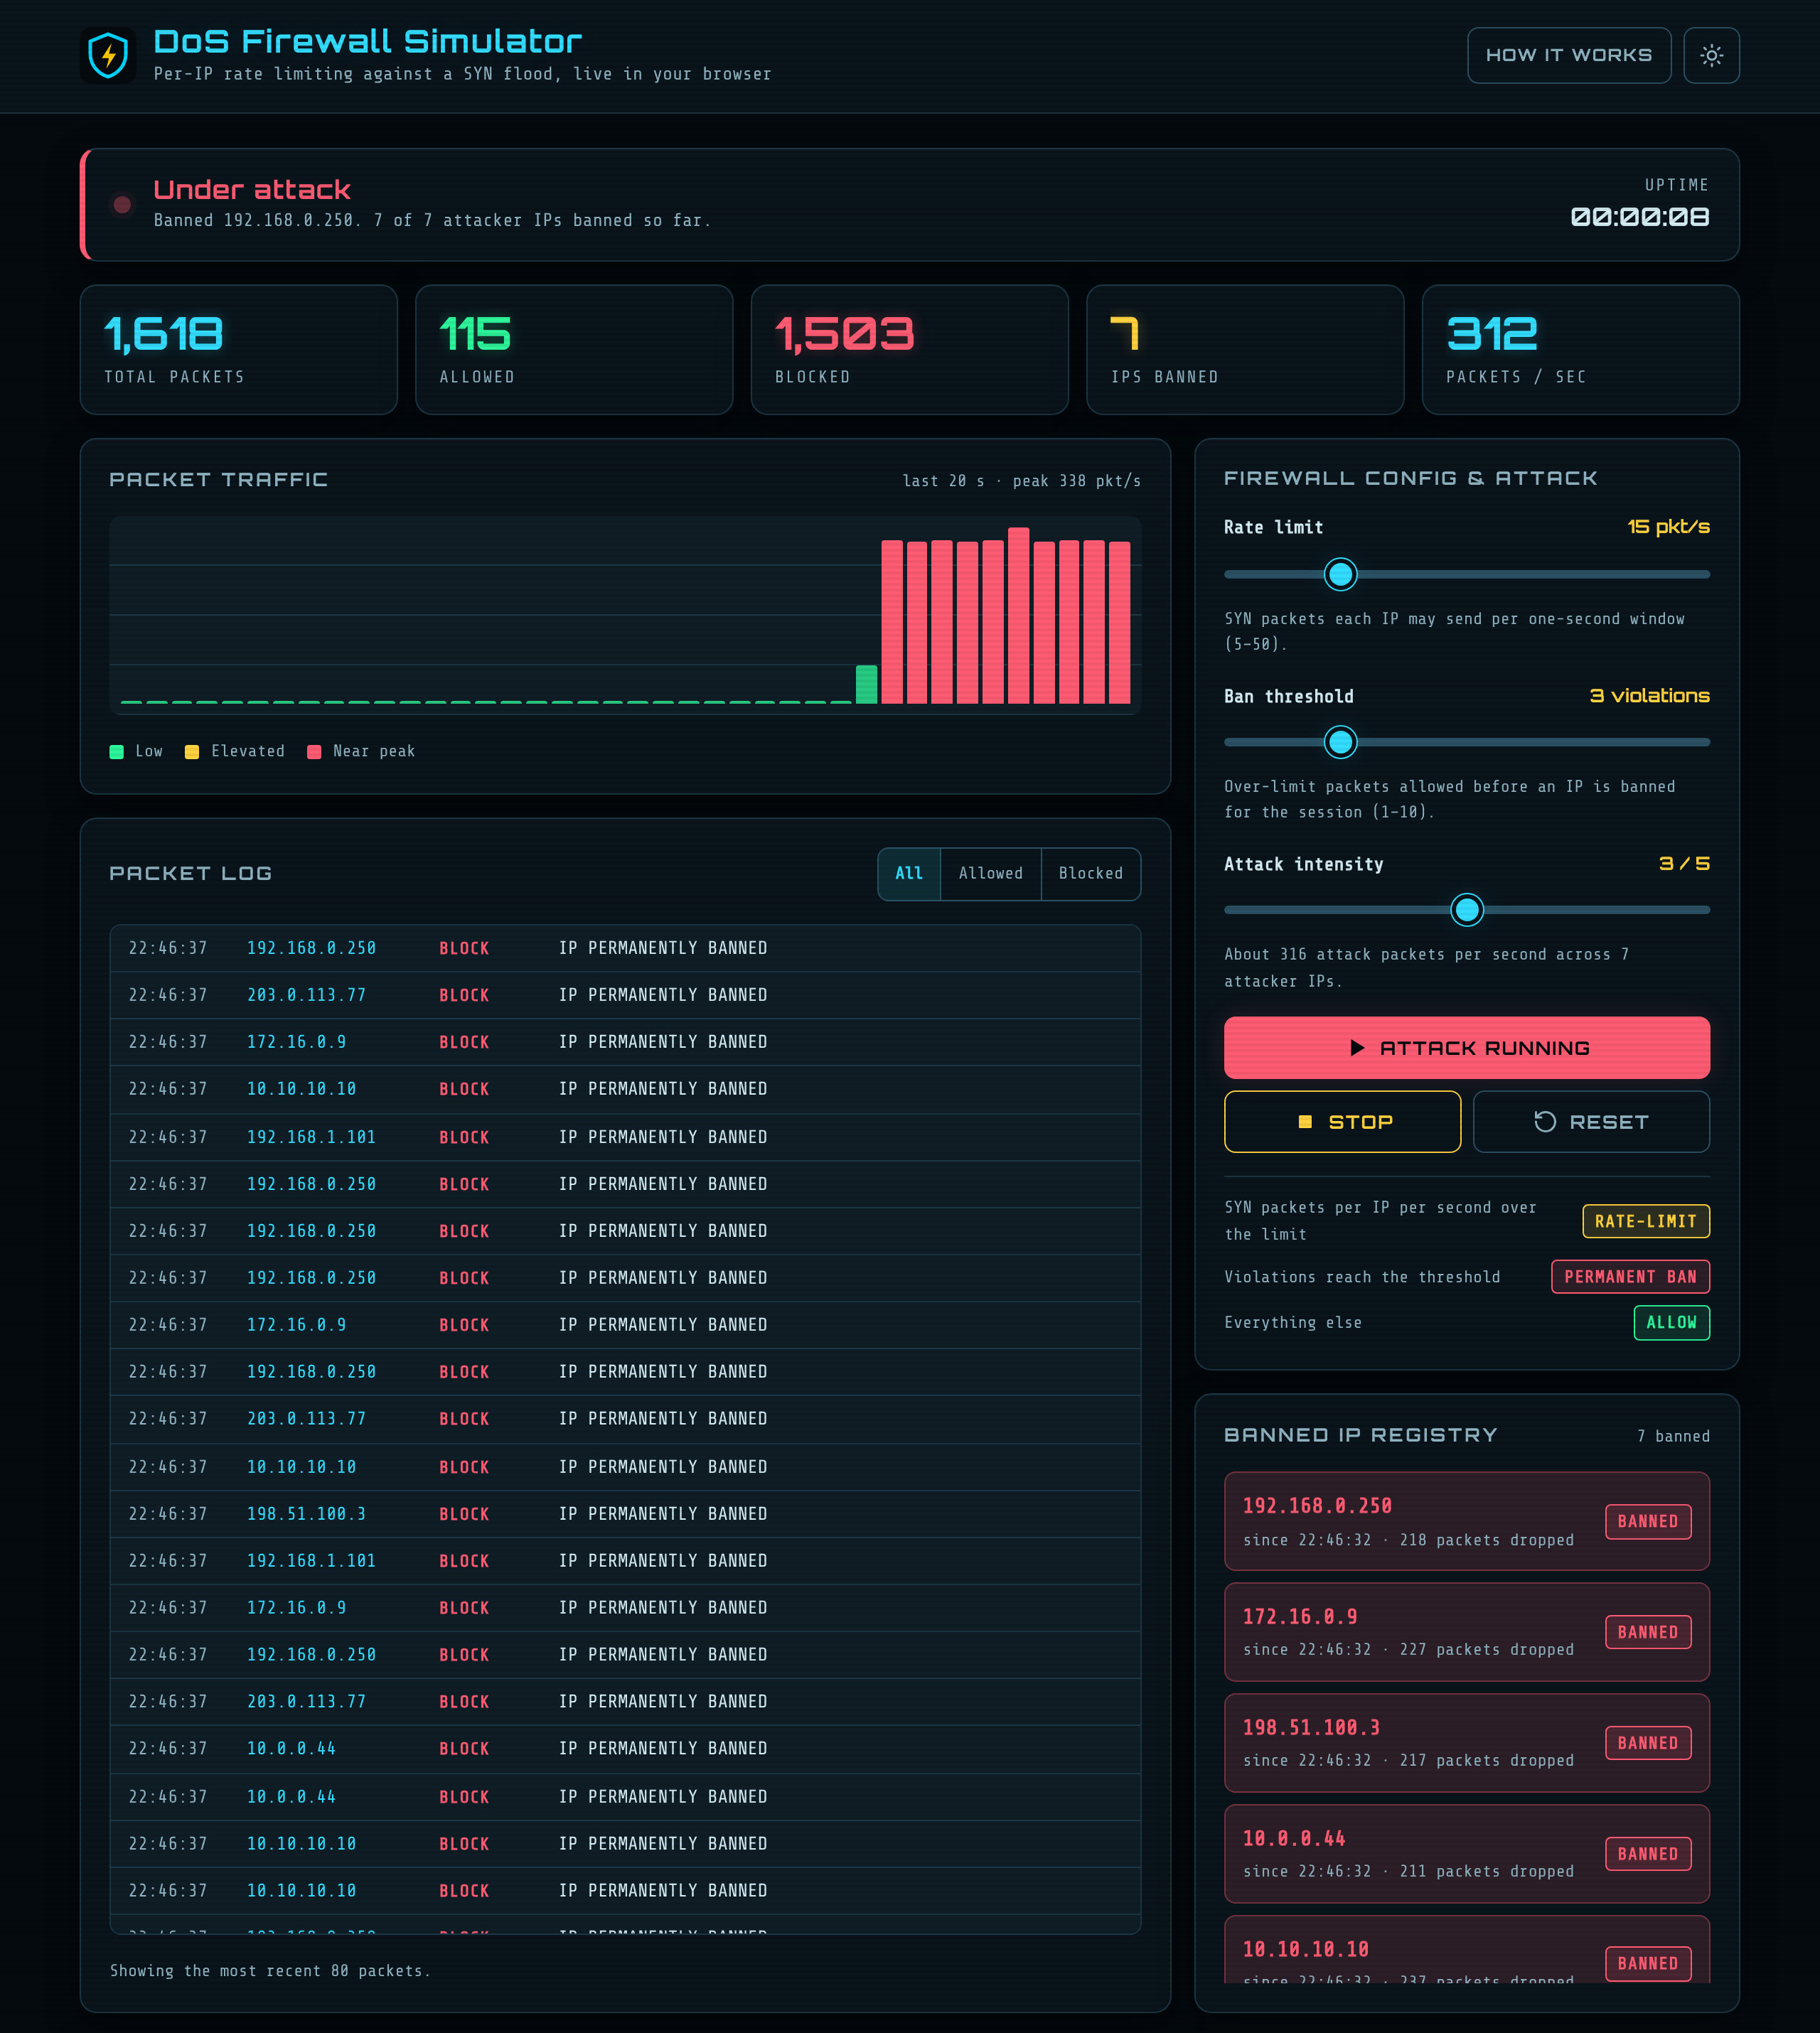 DoS Firewall Simulator
Per-IP rate limiting against a SYN flood, live in your browser
HOW IT WORKS
Under attack
Banned 192.168.0.250. 7 of 7 attacker IPs banned so far.
UPTIME
00:00:08
1,618
TOTAL PACKETS
115
ALLOWED
1,503
BLOCKED
7
IPS BANNED
312
PACKETS / SEC
PACKET TRAFFIC
last 20 s · peak 338 pkt/s
Low
Elevated
Near peak
PACKET LOG
All
Allowed
Blocked
22:46:37 192.168.0.250 BLOCK IP PERMANENTLY BANNED
22:46:37 203.0.113.77 BLOCK IP PERMANENTLY BANNED
22:46:37 172.16.0.9 BLOCK IP PERMANENTLY BANNED
22:46:37 10.10.10.10 BLOCK IP PERMANENTLY BANNED
22:46:37 192.168.1.101 BLOCK IP PERMANENTLY BANNED
22:46:37 192.168.0.250 BLOCK IP PERMANENTLY BANNED
22:46:37 192.168.0.250 BLOCK IP PERMANENTLY BANNED
22:46:37 192.168.0.250 BLOCK IP PERMANENTLY BANNED
22:46:37 172.16.0.9 BLOCK IP PERMANENTLY BANNED
22:46:37 192.168.0.250 BLOCK IP PERMANENTLY BANNED
22:46:37 203.0.113.77 BLOCK IP PERMANENTLY BANNED
22:46:37 10.10.10.10 BLOCK IP PERMANENTLY BANNED
22:46:37 198.51.100.3 BLOCK IP PERMANENTLY BANNED
22:46:37 192.168.1.101 BLOCK IP PERMANENTLY BANNED
22:46:37 172.16.0.9 BLOCK IP PERMANENTLY BANNED
22:46:37 192.168.0.250 BLOCK IP PERMANENTLY BANNED
22:46:37 203.0.113.77 BLOCK IP PERMANENTLY BANNED
22:46:37 10.0.0.44 BLOCK IP PERMANENTLY BANNED
22:46:37 10.0.0.44 BLOCK IP PERMANENTLY BANNED
22:46:37 10.10.10.10 BLOCK IP PERMANENTLY BANNED
22:46:37 10.10.10.10 BLOCK IP PERMANENTLY BANNED
Showing the most recent 80 packets.
FIREWALL CONFIG & ATTACK
Rate limit
15 pkt/s
SYN packets each IP may send per one-second window
(5–50).
Ban threshold
3 violations
Over-limit packets allowed before an IP is banned
for the session (1–10).
Attack intensity
3 / 5
About 316 attack packets per second across 7
attacker IPs.
ATTACK RUNNING
STOP
RESET
SYN packets per IP per second over
the limit
RATE-LIMIT
Violations reach the threshold
PERMANENT BAN
Everything else
ALLOW
BANNED IP REGISTRY
7 banned
192.168.0.250
since 22:46:32 · 218 packets dropped
BANNED
172.16.0.9
since 22:46:32 · 227 packets dropped
BANNED
198.51.100.3
since 22:46:32 · 217 packets dropped
BANNED
10.0.0.44
since 22:46:32 · 211 packets dropped
BANNED
10.10.10.10
since 22:46:32 · 237 packets dropped
BANNED